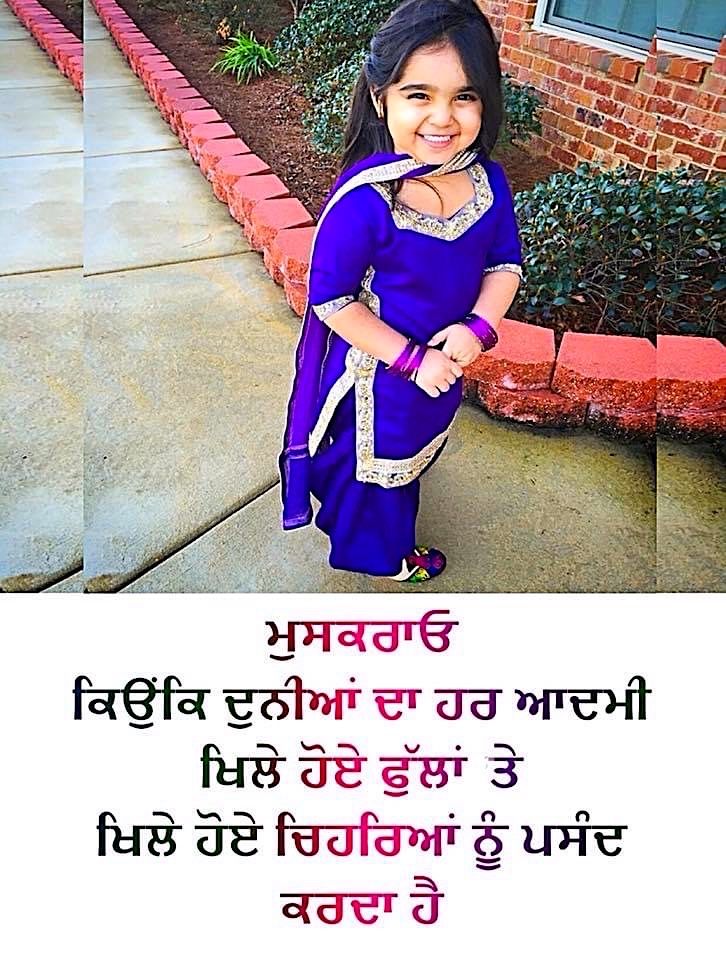 ਮੁਸਕਰਾਓ
ਕਿਉਂਕਿ ਦੁਨੀਆਂ ਦਾ ਹਰ ਆਦਮੀ
ਖਿਲੇ ਹੋਏ ਫੁੱਲਾਂ ਤੇ
ਖਿਲੇ ਹੋਏ ਚਿਹਰਿਆਂ ਨੂੰ ਪਸੰਦ
ਕਰਦਾ ਹੈ